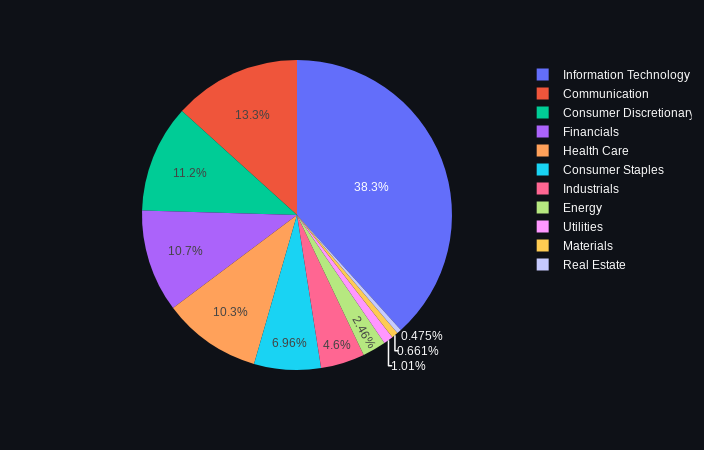 13.3%
11.2%
38.3%
10.7%
10.3%
6.96%
4.6%
2.46%
0.475%
0.661%
1.01%
Information Technology
Communication
Consumer Discretionary
Financials
Health Care
Consumer Staples
Industrials
Energy
Utilities
Materials
Real Estate